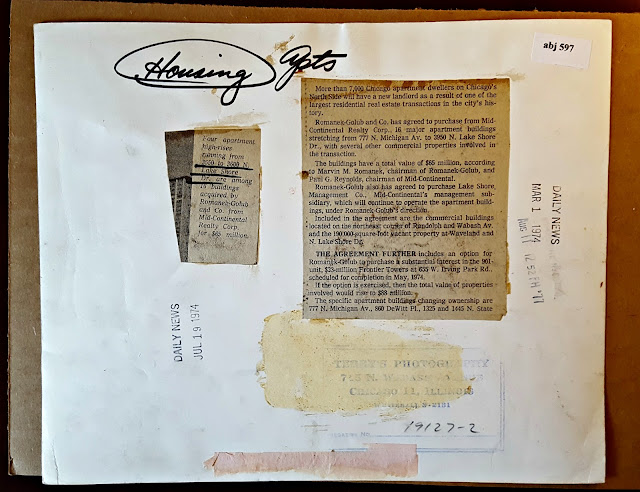 Housing
Apts
abj 597
Four apartment
high-rises
running from
3550 to 3600 N.
Lake Shore
Dr. are among
16 buildings
acquired by
Romanek-Golub
and Co. from
Mid-Continental
Realty Corp.
for $65 million.
More than 7,000 Chicago apartment dwellers on Chicago's
North Side will have a new landlord as a result of one of the
largest residential real estate transactions in the city's his-
tory.
Romanek-Golub and Co. has agreed to purchase from Mid-
Continental Realty Corp., 16 major apartment buildings
stretching from 777 N. Michigan Av. to 3950 N. Lake Shore
Dr., with several other commercial properties involved in
the transaction.
The buildings have a total value of $65 million, according
to Marvin M. Romanek, chairman of Romanek-Golub, and
Paul G. Reynolds, chairman of Mid-Continental.
Romanek-Golub also has agreed to purchase Lake Shore
Management Co., Mid-Continental's management sub-
sidiary, which will continue to operate the apartment build-
ings, under Romanek-Golub's direction.
Included in the agreement are the commercial buildings
located on the northeast corner of Randolph and Wabash Av.
and the square-foot vacant property at Waveland and
N. Lake Shore Dr.
THE AGREEMENT FURTHER includes an option for
Romanek-Golub to purchase a substantial interest in the 961-
unit, $23-million Frontier Towers at 655 W. Irving Park Rd.,
scheduled for completion in May, 1974.
If the option is exercised, then the total value of properties
involved would rise to $88 million.
The specific apartment buildings changing ownership are
777 N. Michigan Av., 860 DeWitt Pl., 1325 and 1445 N. State
DAILY NEWS
MAR 1 1974
DAILY NEWS
JUL 19 1974
TERRY'S PHOTOGRAPHY
CHICAGO 11, ILLINOIS
19127-2